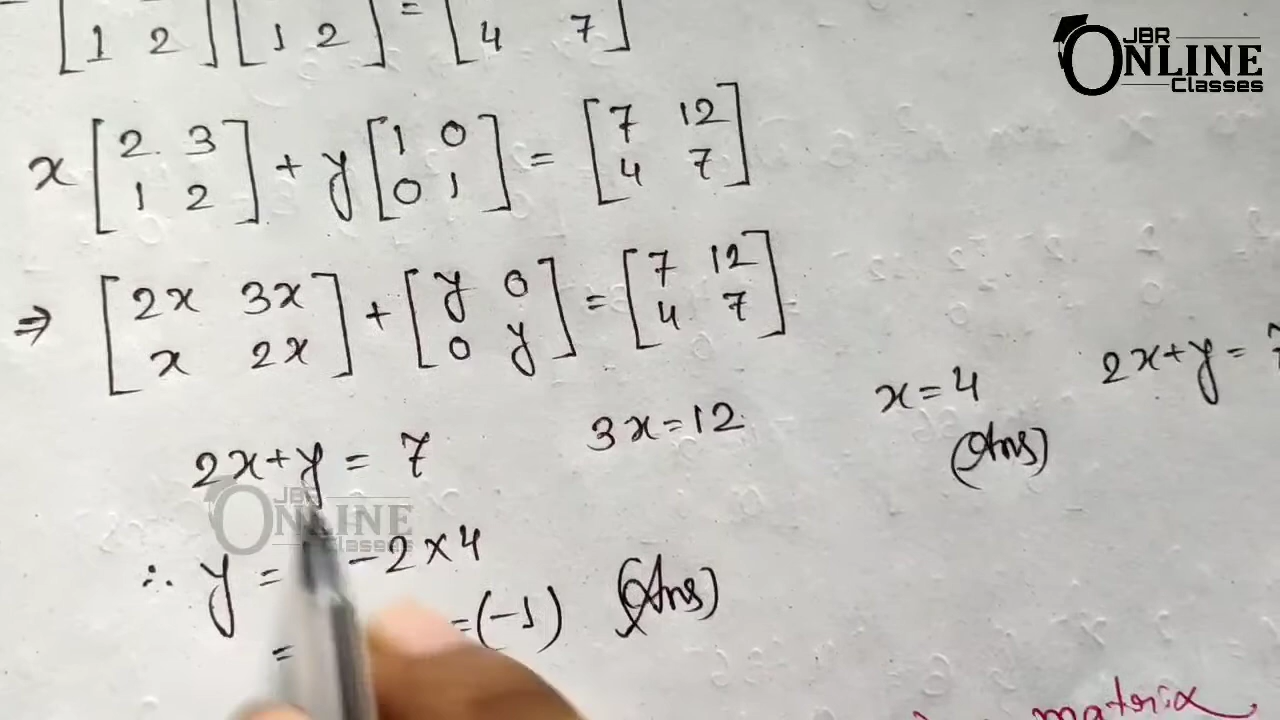 [1 2] [1 2] = [4 7]
JBR ONLINE Classes
x [2 3 / 1 2] + y [1 0 / 0 1] = [7 12 / 4 7]
⇒ [2x 3x / x 2x] + [y 0 / 0 y] = [7 12 / 4 7]
2x+y = 7 3x=12 x=4 2x+y = 7
(Ans)
JBR ONLINE Classes
∴ y = -2×4
= =(-1) (Ans)
matrix